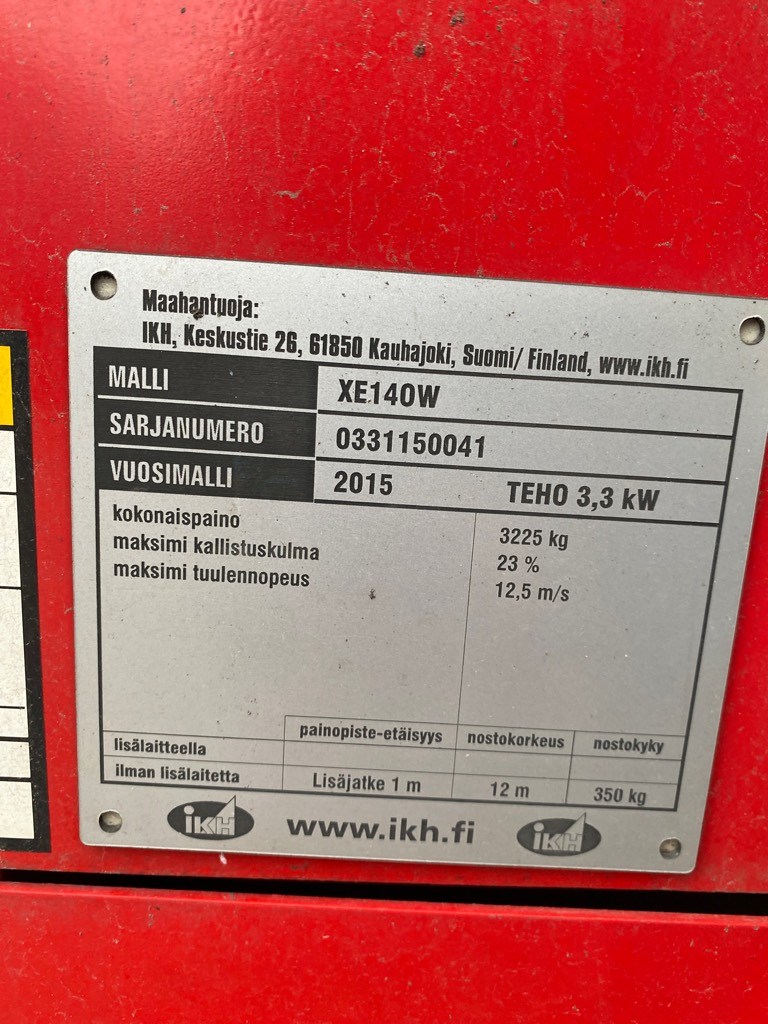 Maahantuoja:
IKH, Keskustie 26, 61850 Kauhajoki, Suomi/ Finland, www.ikh.fi
MALLI XE140W
SARJANUMERO 0331150041
VUOSIMALLI 2015 TEHO 3,3 kW
kokonaispaino 3225 kg
maksimi kallistuskulma 23 %
maksimi tuulennopeus 12,5 m/s
painopiste-etäisyys nostokorkeus nostokyky
lisälaitteella
ilman lisälaitetta Lisäjatke 1 m 12 m 350 kg
iKH www.ikh.fi iKH